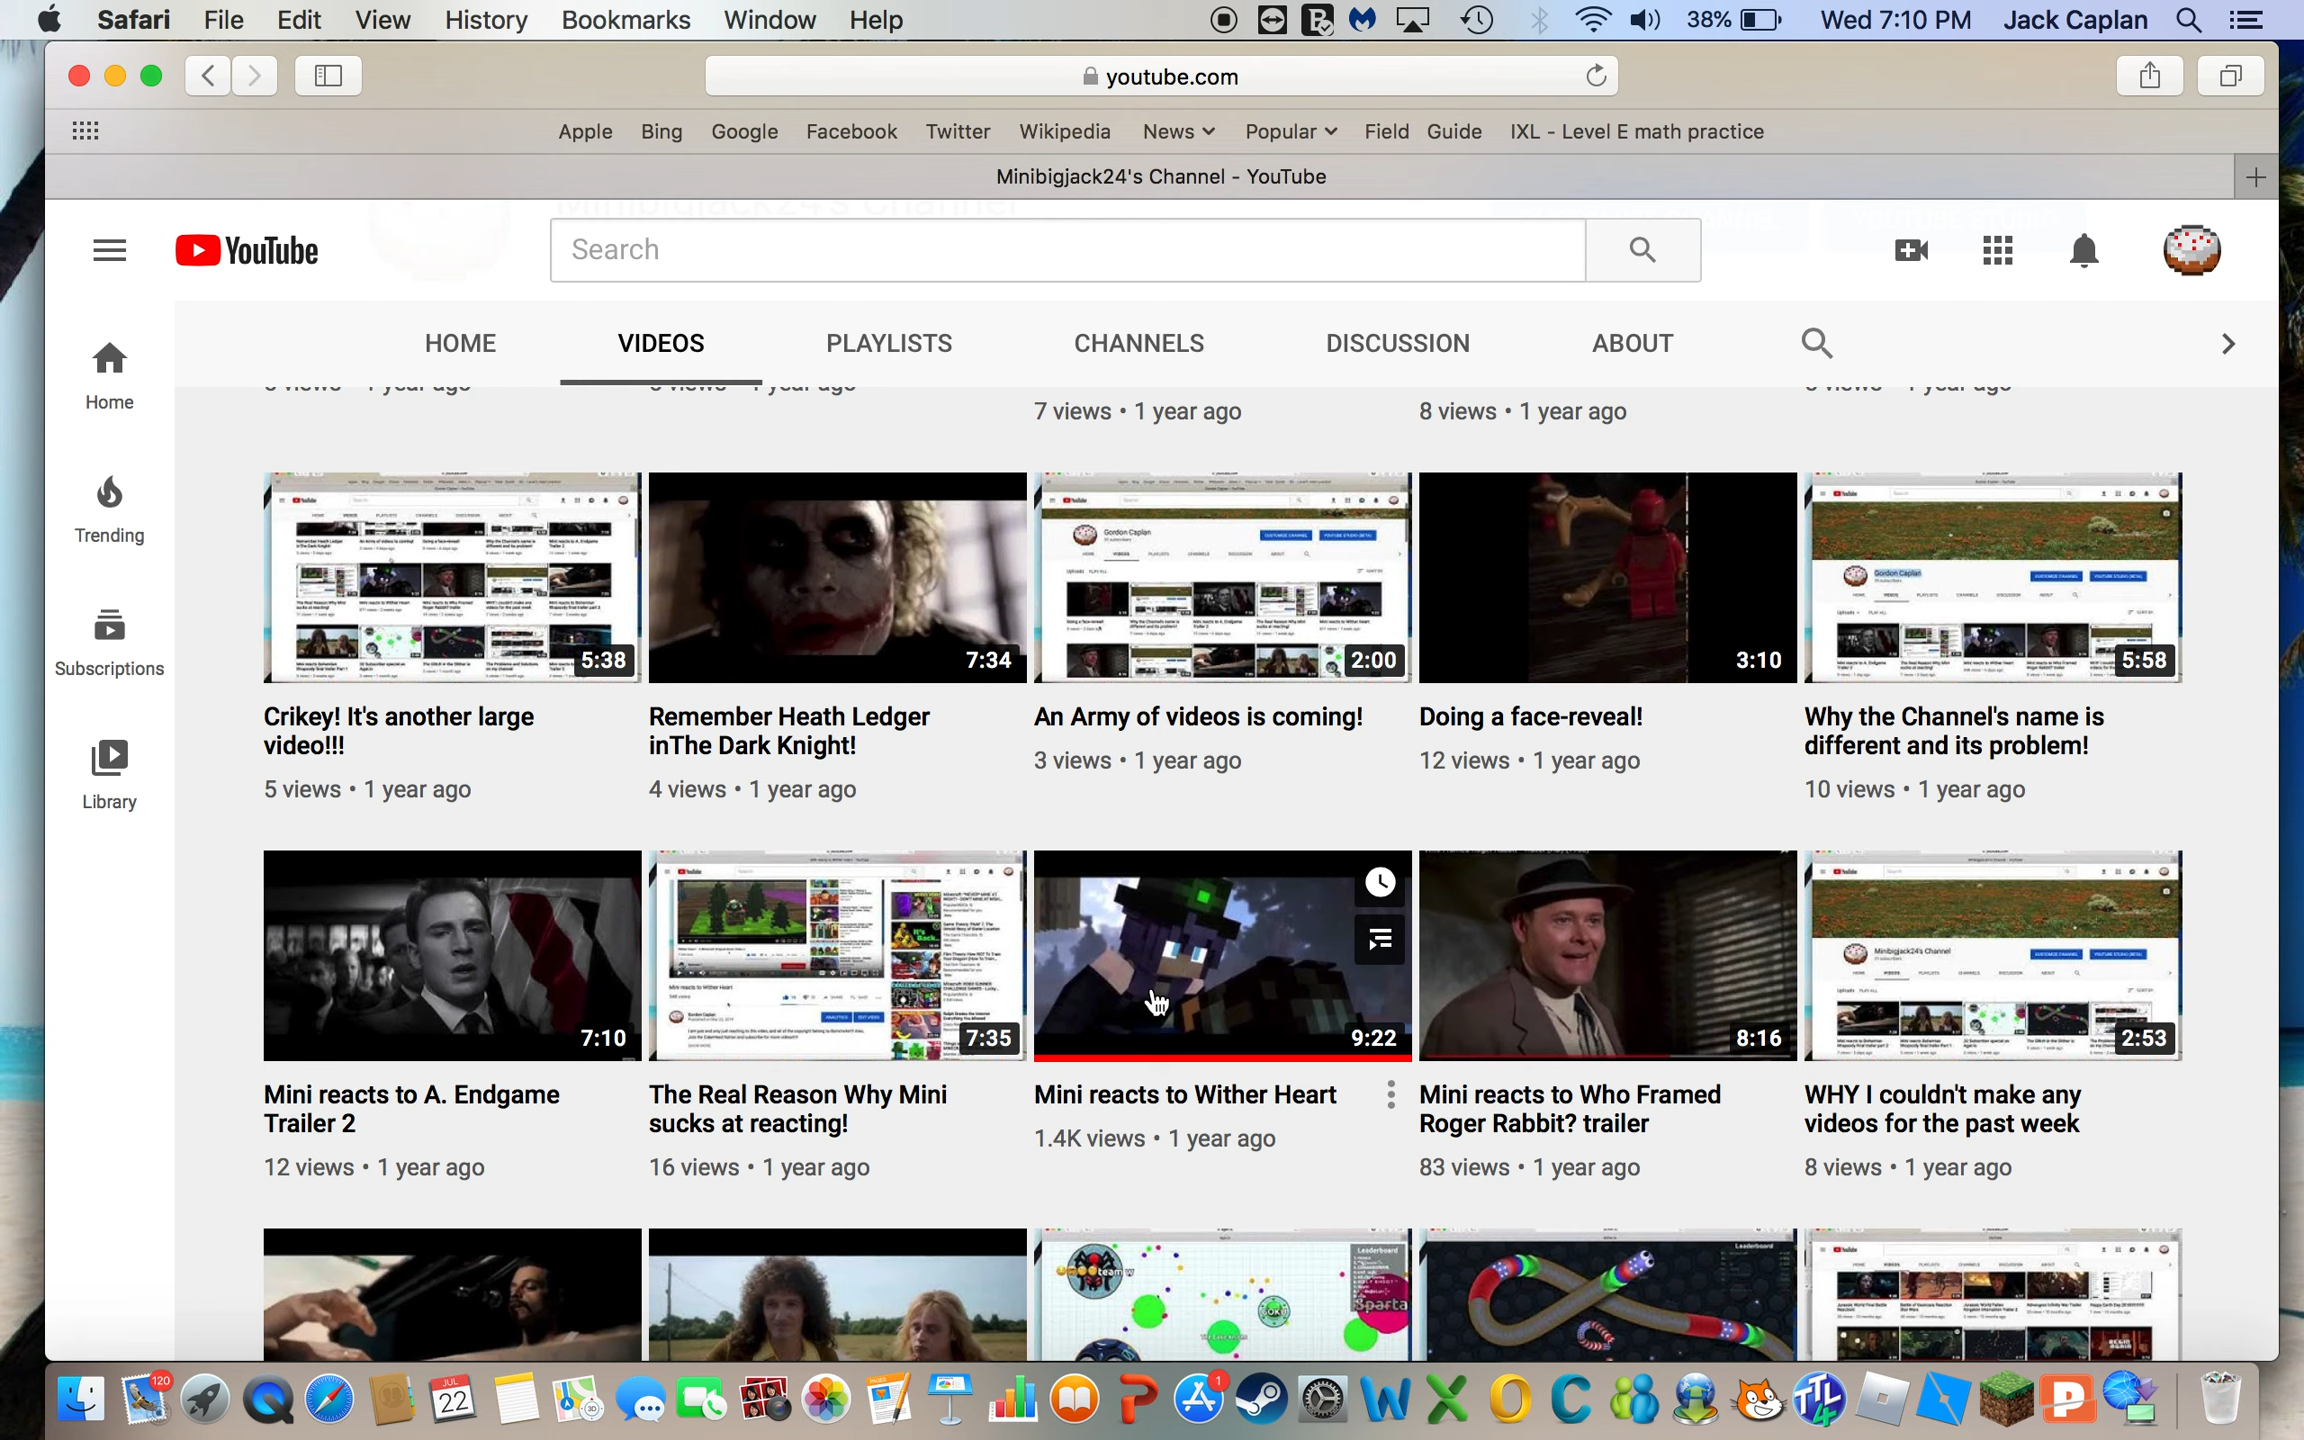 Safari File Edit View History Bookmarks Window Help 38% Wed 7:10 PM Jack Caplan
youtube.com
Apple Bing Google Facebook Twitter Wikipedia News Popular Field Guide IXL - Level E math practice
Minibigjack24's Channel - YouTube
YouTube Search
HOME VIDEOS PLAYLISTS CHANNELS DISCUSSION ABOUT
Home
Trending
Subscriptions
Library
7 views • 1 year ago
8 views • 1 year ago
5:38
7:34
2:00
3:10
5:58
Crikey! It's another large
video!!!
5 views • 1 year ago
Remember Heath Ledger
inThe Dark Knight!
4 views • 1 year ago
An Army of videos is coming!
3 views • 1 year ago
Doing a face-reveal!
12 views • 1 year ago
Why the Channel's name is
different and its problem!
10 views • 1 year ago
7:10
7:35
9:22
8:16
2:53
Mini reacts to A. Endgame
Trailer 2
12 views • 1 year ago
The Real Reason Why Mini
sucks at reacting!
16 views • 1 year ago
Mini reacts to Wither Heart
1.4K views • 1 year ago
Mini reacts to Who Framed
Roger Rabbit? trailer
83 views • 1 year ago
WHY I couldn't make any
videos for the past week
8 views • 1 year ago
Leaderboard
Sparta
120
JUL
22
1